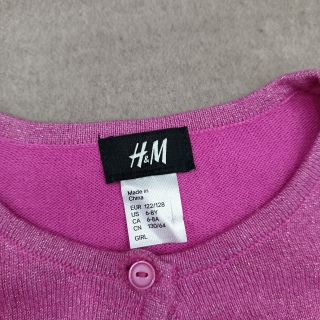 H&M
Made in
China
EUR 122/128
US 6-8Y
CA 6-8A
CN 130/64
GIRL